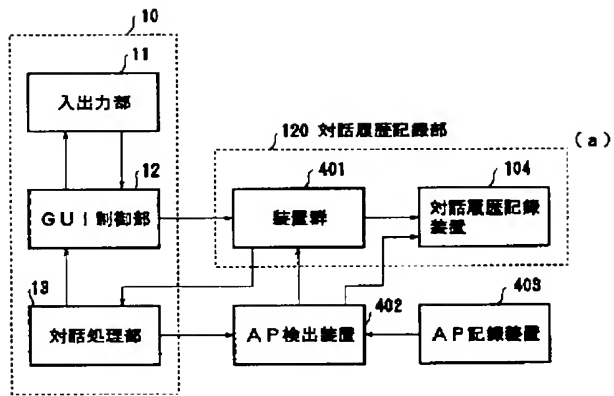 10
11
入出力部
120 対話履歴記録部
(a)
12
401
104
GUI制御部
装置群
対話履歴記録
装置
13
402
403
対話処理部
AP検出装置
AP記録装置